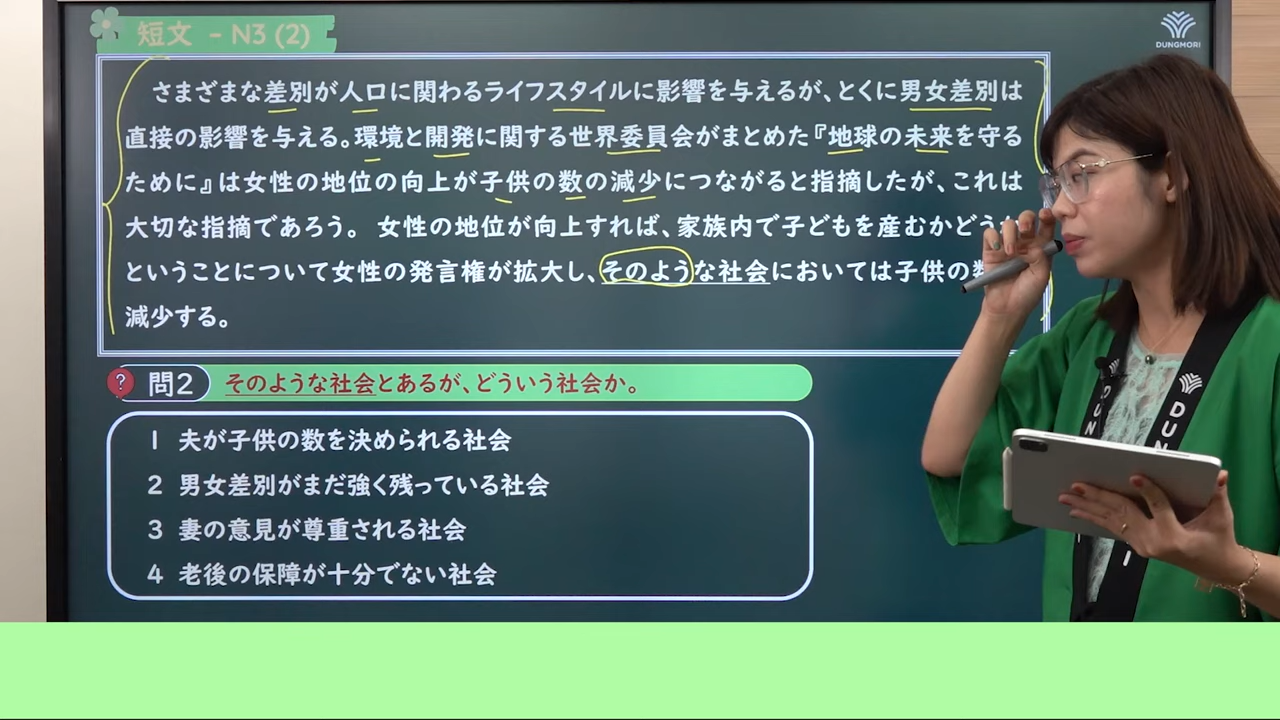 短文 - N3 (2)
DUNGMORI
さまざまな差別が人口に関わるライフスタイルに影響を与えるが、とくに男女差別は
直接の影響を与える。環境と開発に関する世界委員会がまとめた『地球の未来を守る
ために』は女性の地位の向上が子供の数の減少につながると指摘したが、これは
大切な指摘であろう。 女性の地位が向上すれば、家族内で子どもを産むかどう
ということについて女性の発言権が拡大し、そのような社会においては子供の
減少する。
? 問2 そのような社会とあるが、どういう社会か。
1 夫が子供の数を決められる社会
2 男女差別がまだ強く残っている社会
3 妻の意見が尊重される社会
4 老後の保障が十分でない社会